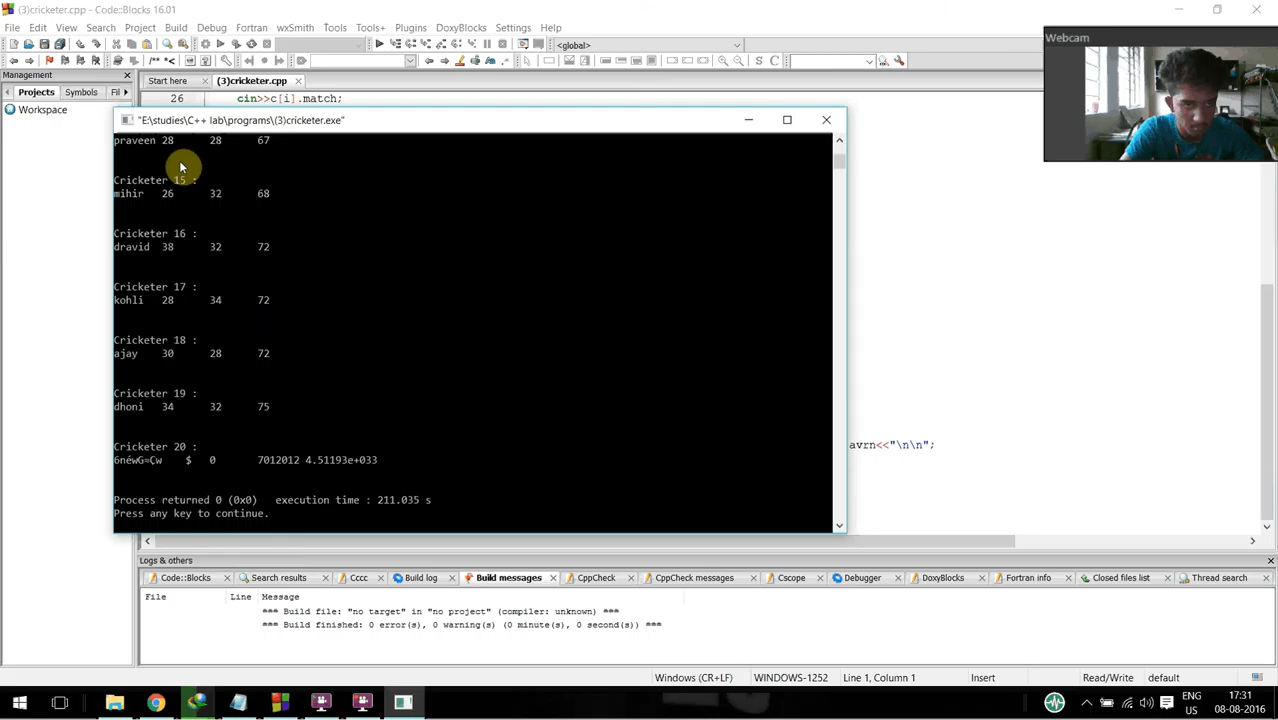 (3)cricketer.cpp - Code::Blocks 16.01
File Edit View Search Project Build Debug Fortran wxSmith Tools Tools+ Plugins DoxyBlocks Settings Help
<global>
Webcam
Management
Projects Symbols Fil
Workspace
Start here (3)cricketer.cpp
26 cin>>c[i].match;
"E:\studies\C++ lab\programs\(3)cricketer.exe"
praveen 28 28 67
Cricketer 15 :
mihir 26 32 68
Cricketer 16 :
dravid 38 32 72
Cricketer 17 :
kohli 28 34 72
Cricketer 18 :
ajay 30 28 72
Cricketer 19 :
dhoni 34 32 75
avrn<<"\n\n";
Cricketer 20 :
$ 0 7012012 4.51193e+033
Process returned 0 (0x0) execution time : 211.035 s
Press any key to continue.
Logs & others
Code::Blocks Search results Cccc Build log Build messages CppCheck CppCheck messages Cscope Debugger DoxyBlocks Fortran info Closed files list Thread search
File Line Message
=== Build file: "no target" in "no project" (compiler: unknown) ===
=== Build finished: 0 error(s), 0 warning(s) (0 minute(s), 0 second(s)) ===
Windows (CR+LF) WINDOWS-1252 Line 1, Column 1 Insert Read/Write default
ENG
US
17:31
08-08-2016